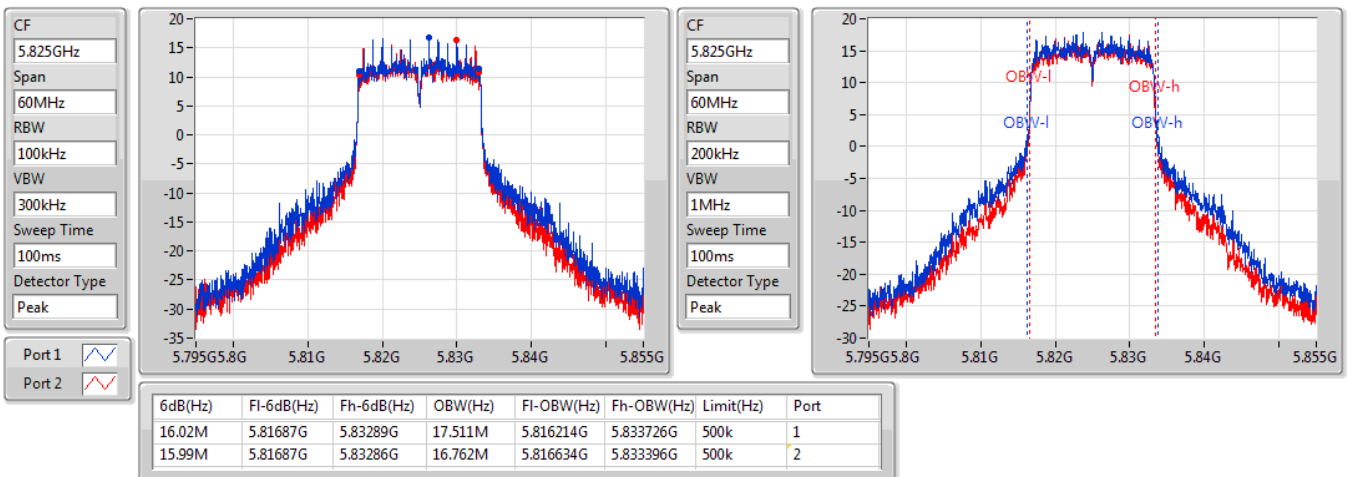 CF
5.825GHz
Span
60MHz
RBW
100kHz
VBW
300kHz
Sweep Time
100ms
Detector Type
Peak
Port 1
Port 2
20
15
10
5
0
-5
-10
-15
-20
-25
-30
-35
5.795G 5.8G 5.81G 5.82G 5.83G 5.84G 5.855G
CF
5.825GHz
Span
60MHz
RBW
200kHz
VBW
1MHz
Sweep Time
100ms
Detector Type
Peak
20
15
10
5
0
-5
-10
-15
-20
-25
-30
OBW-l OBW-h
OBW-l OBW-h
5.795G 5.8G 5.81G 5.82G 5.83G 5.84G 5.855G
6dB(Hz) Fl-6dB(Hz) Fh-6dB(Hz) OBW(Hz) Fl-OBW(Hz) Fh-OBW(Hz) Limit(Hz) Port
16.02M 5.81687G 5.83289G 17.511M 5.816214G 5.833726G 500k 1
15.99M 5.81687G 5.83286G 16.762M 5.816634G 5.833396G 500k 2